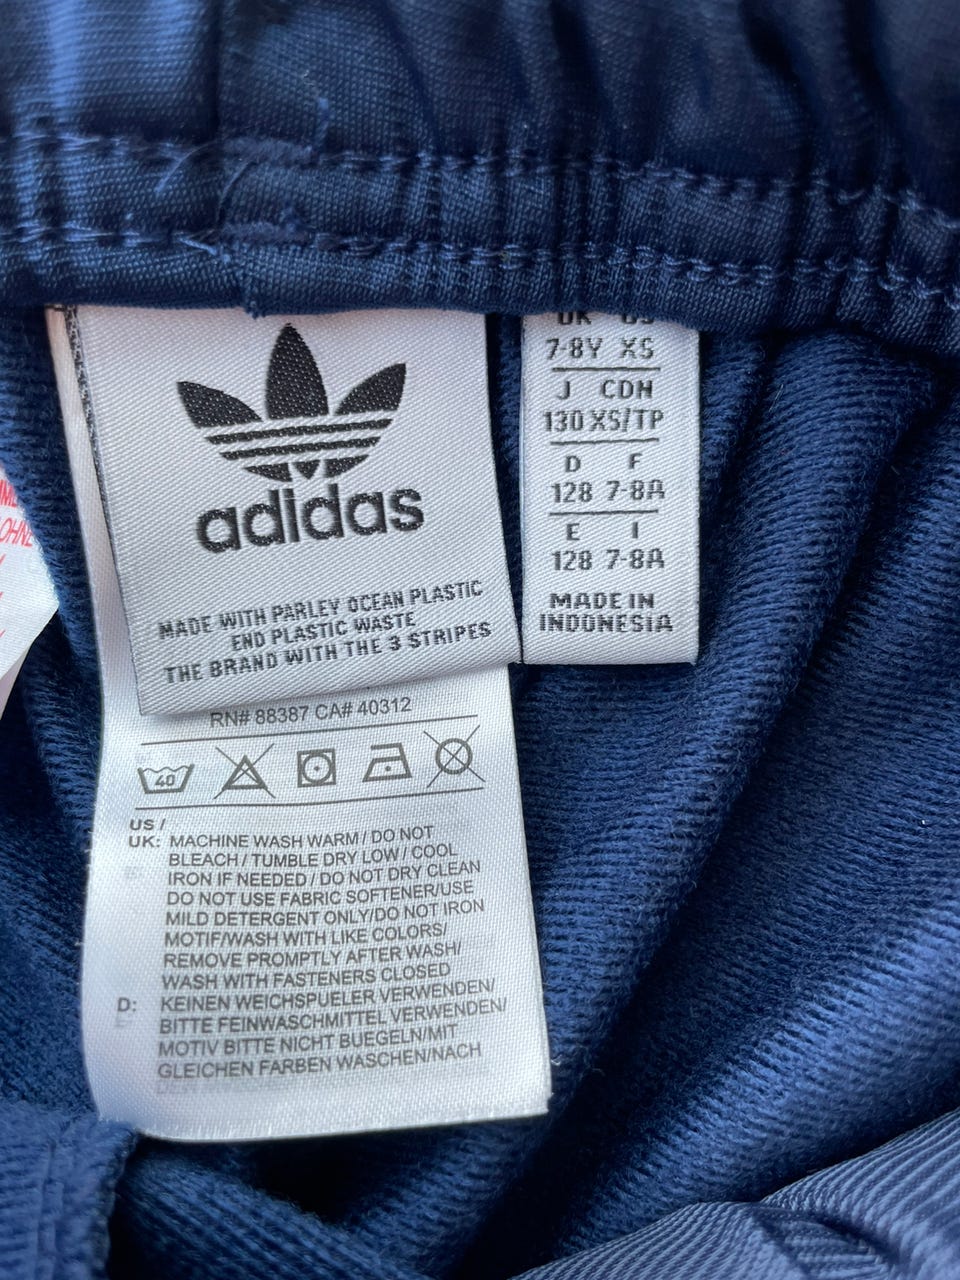 adidas
MADE WITH PARLEY OCEAN PLASTIC
END PLASTIC WASTE
THE BRAND WITH THE 3 STRIPES
UK US
7-8Y XS
J CDN
130 XS/TP
D F
128 7-8A
E I
128 7-8A
MADE IN
INDONESIA
RN# 88387 CA# 40312
40
US /
UK: MACHINE WASH WARM / DO NOT
BLEACH / TUMBLE DRY LOW / COOL
IRON IF NEEDED / DO NOT DRY CLEAN
DO NOT USE FABRIC SOFTENER/USE
MILD DETERGENT ONLY/DO NOT IRON
MOTIF/WASH WITH LIKE COLORS/
REMOVE PROMPTLY AFTER WASH/
WASH WITH FASTENERS CLOSED
D: KEINEN WEICHSPUELER VERWENDEN/
BITTE FEINWASCHMITTEL VERWENDEN/
MOTIV BITTE NICHT BUEGELN/MIT
GLEICHEN FARBEN WASCHEN/NACH